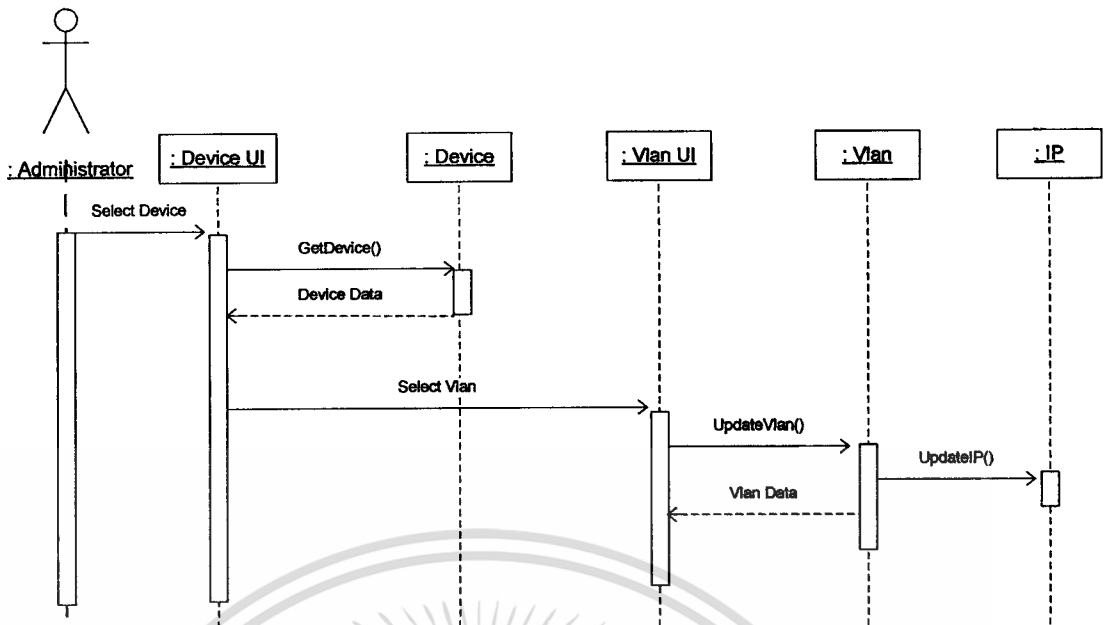 : Administrator
: Device UI
: Device
: Vlan UI
: Vlan
: IP
Select Device
GetDevice()
Device Data
Select Vlan
UpdateVlan()
UpdateIP()
Vlan Data